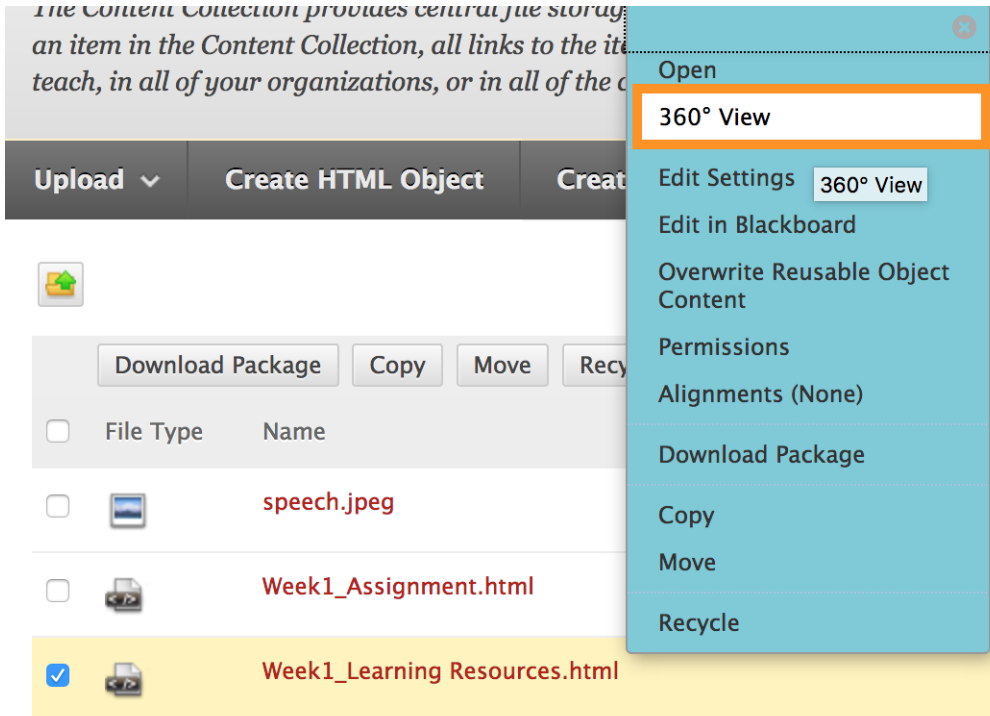 The Content Collection provides central file storag
an item in the Content Collection, all links to the ite
teach, in all of your organizations, or in all of the c
Upload
Create HTML Object
Creat
Download Package
Copy
Move
Recy
File Type
Name
speech.jpeg
Week1_Assignment.html
Week1_Learning Resources.html
Open
360° View
Edit Settings
360° View
Edit in Blackboard
Overwrite Reusable Object
Content
Permissions
Alignments (None)
Download Package
Copy
Move
Recycle